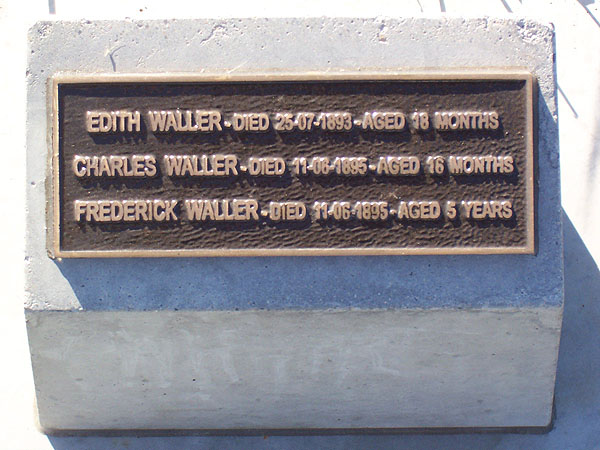 EDITH WALLER - DIED 25-07-1893 - AGED 18 MONTHS
CHARLES WALLER - DIED 11-06-1895 - AGED 16 MONTHS
FREDERICK WALLER - DIED 11-06-1895 - AGED 5 YEARS